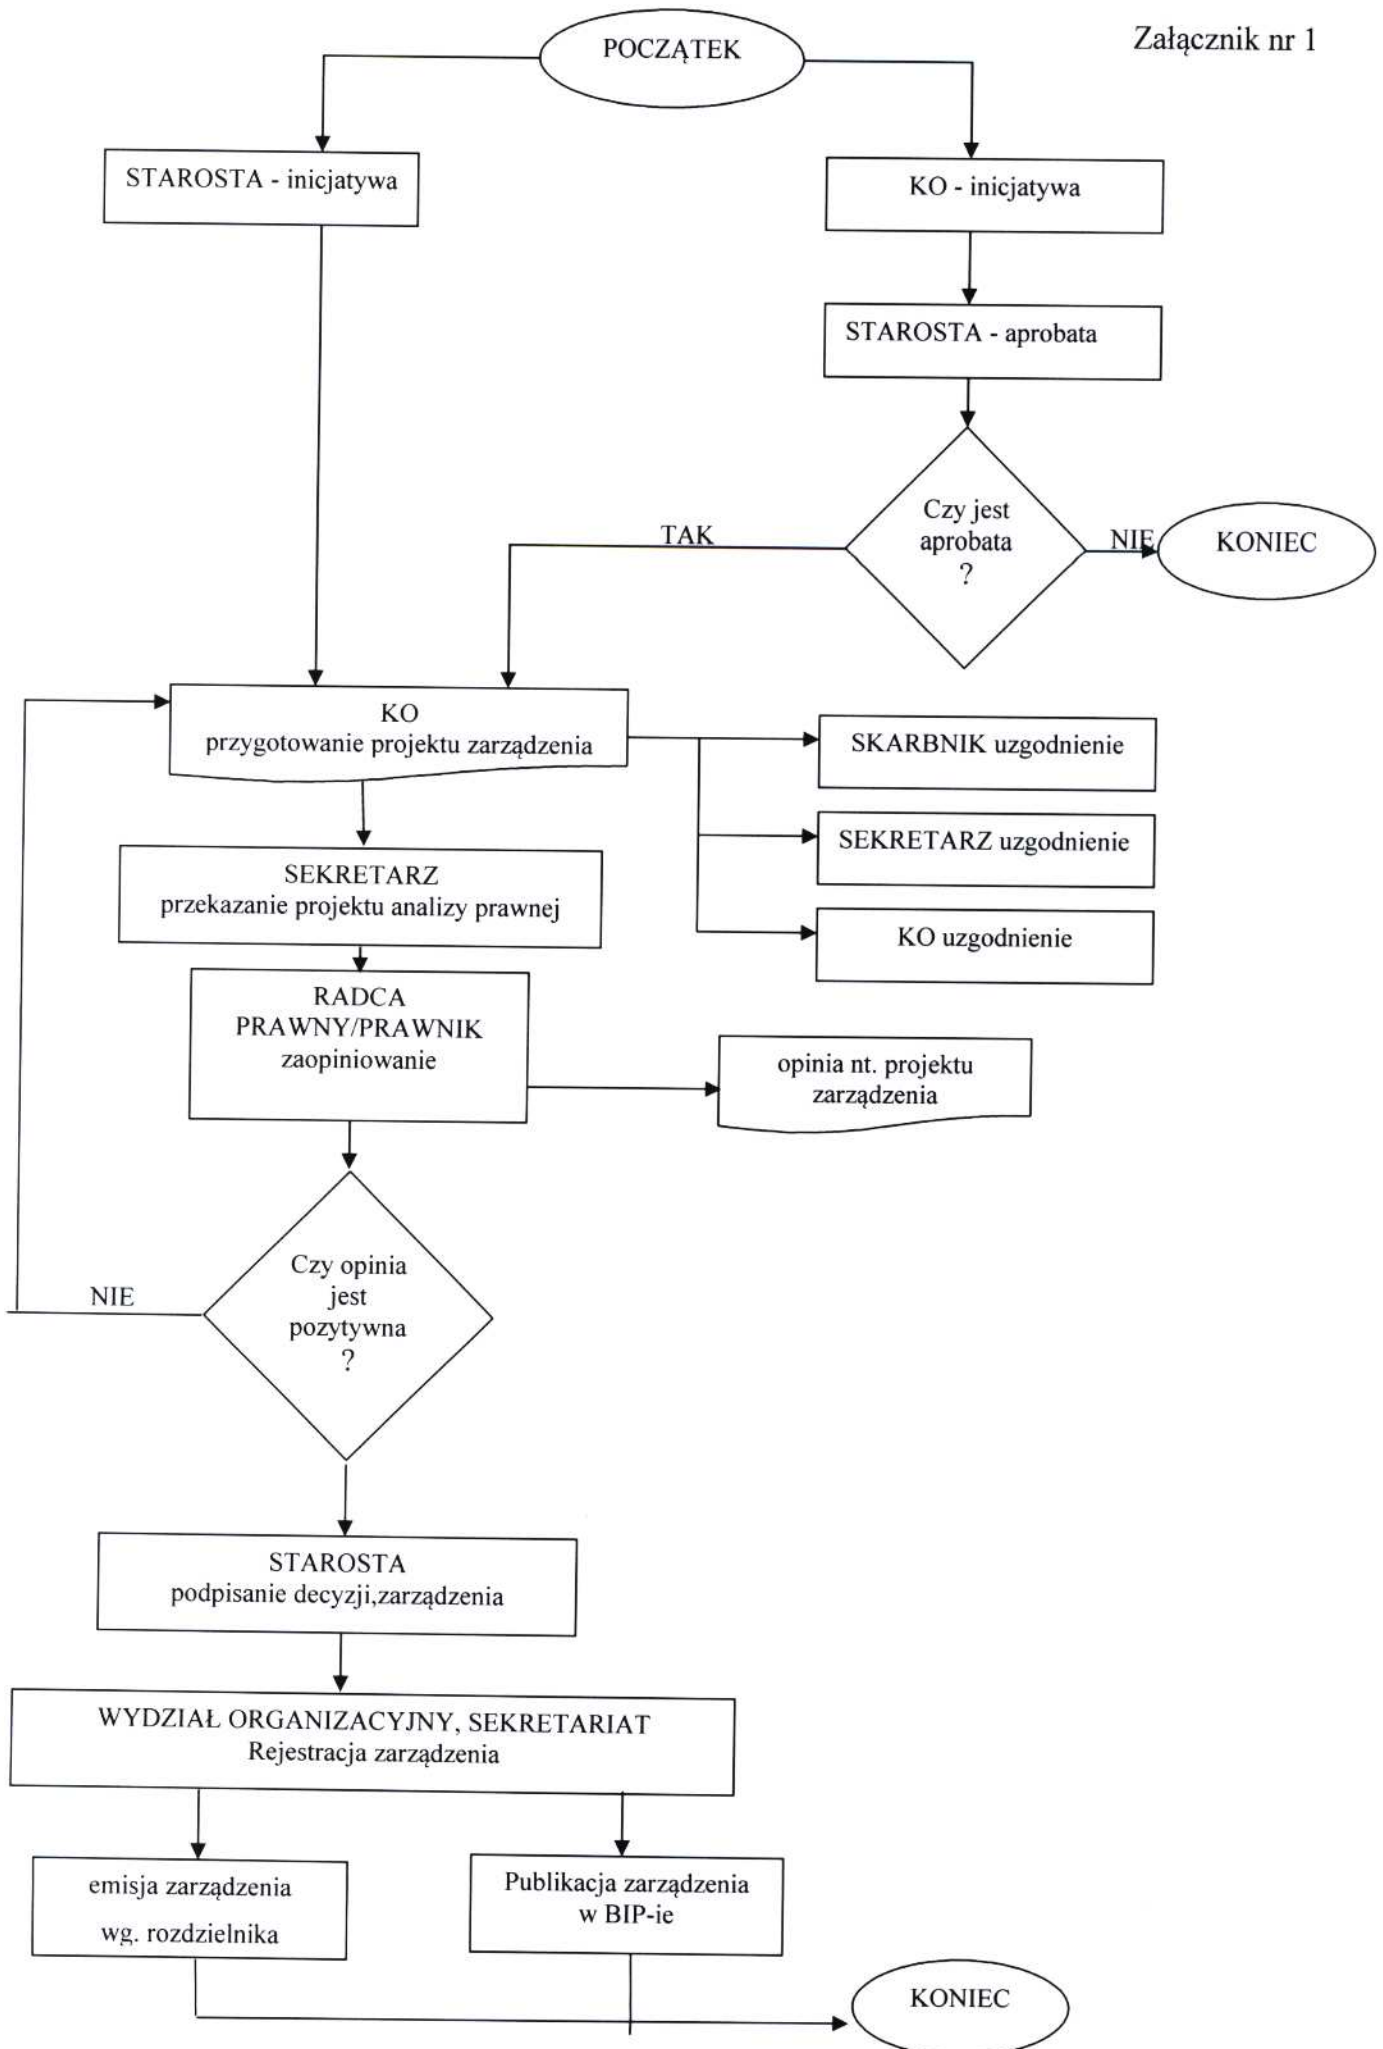 Załącznik nr 1
POCZĄTEK
STAROSTA - inicjatywa
KO - inicjatywa
STAROSTA - aprobata
Czy jest
aprobata
?
TAK
NIE
KONIEC
KO
przygotowanie projektu zarządzenia
SKARBNIK uzgodnienie
SEKRETARZ uzgodnienie
KO uzgodnienie
SEKRETARZ
przekazanie projektu analizy prawnej
RADCA
PRAWNY/PRAWNIK
zaopiniowanie
opinia nt. projektu
zarządzenia
Czy opinia
jest
pozytywna
?
NIE
STAROSTA
podpisanie decyzji,zarządzenia
WYDZIAŁ ORGANIZACYJNY, SEKRETARIAT
Rejestracja zarządzenia
emisja zarządzenia
wg. rozdzielnika
Publikacja zarządzenia
w BIP-ie
KONIEC